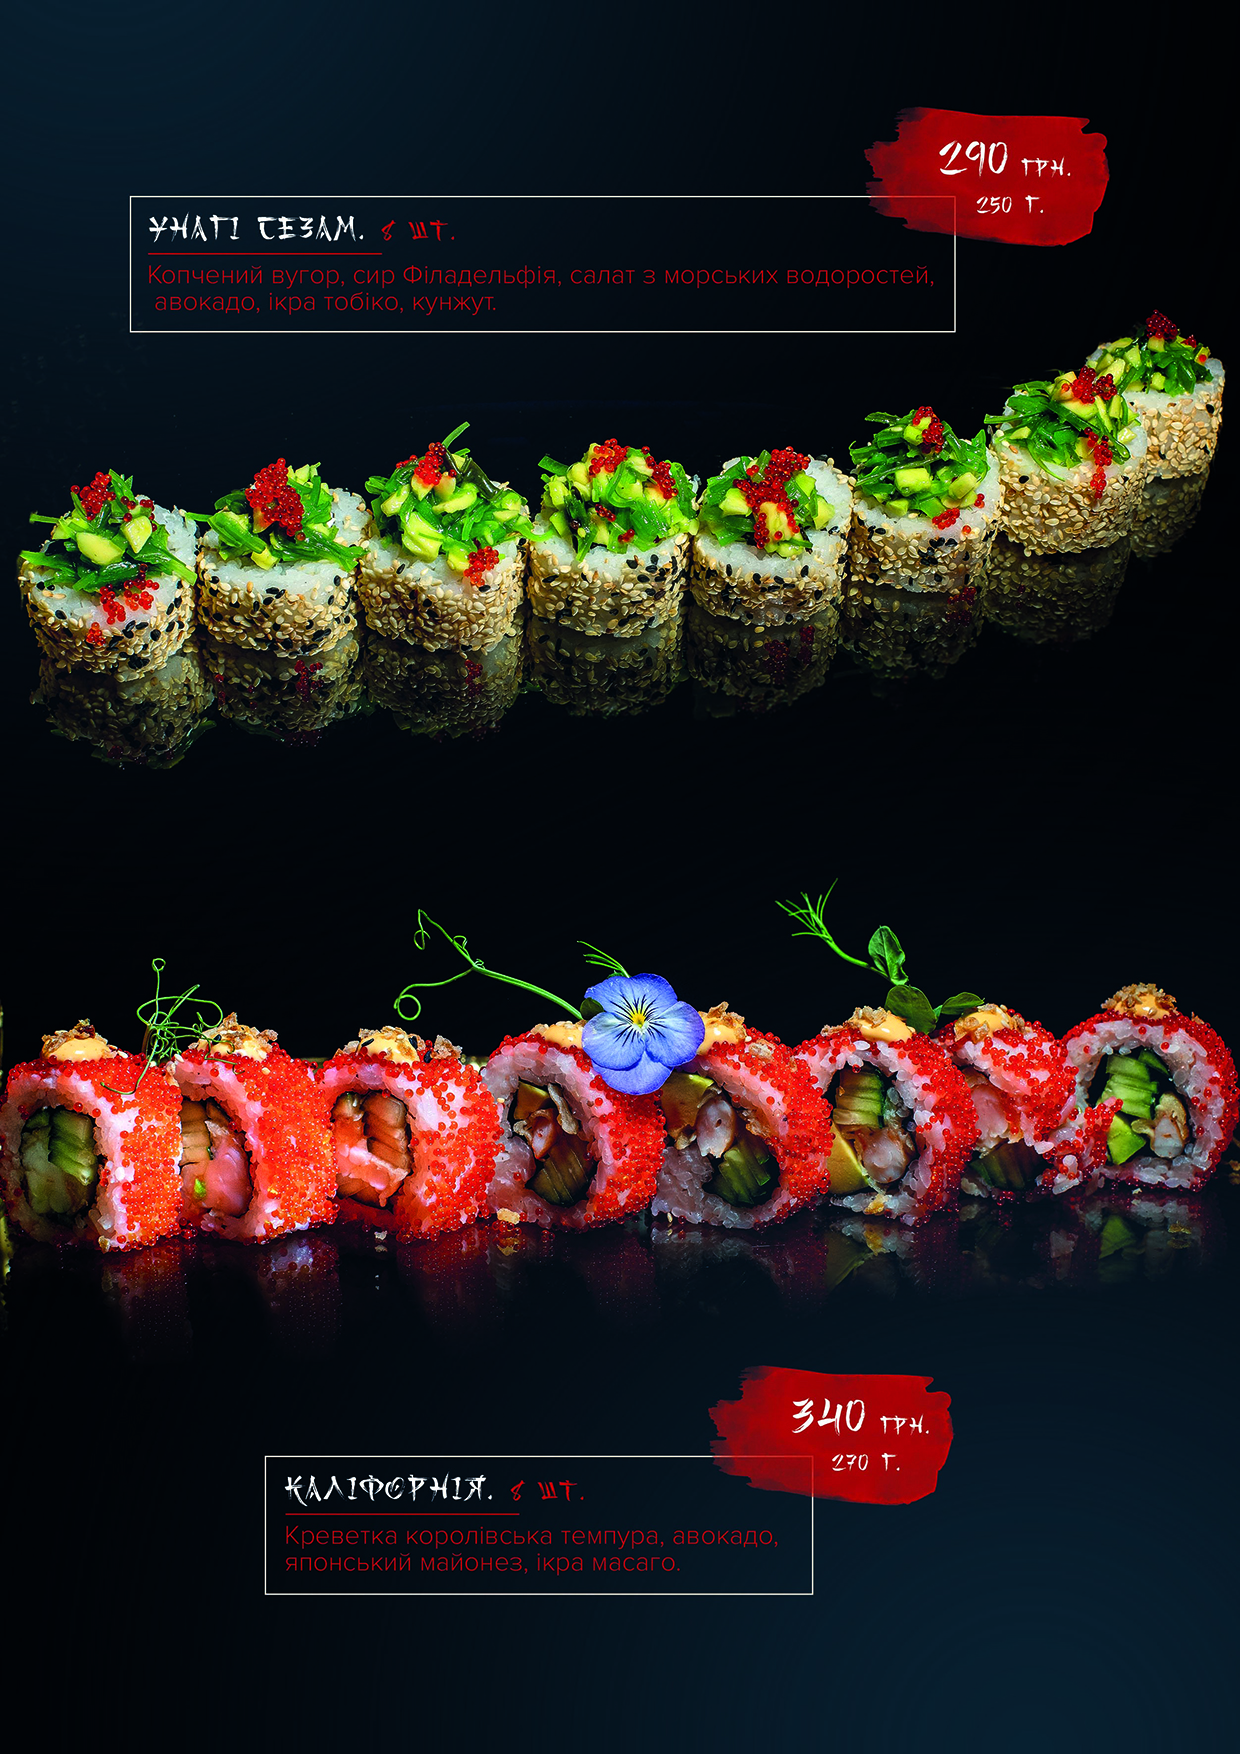 290 грн.
250 г.
Унагі Сезам. 8 шт.
Копчений вугор, сир Філадельфія, салат з морських водоростей,
авокадо, ікра тобіко, кунжут.
340 грн.
270 г.
Каліфорнія. 8 шт.
Креветка королівська темпура, авокадо,
японський майонез, ікра масаго.